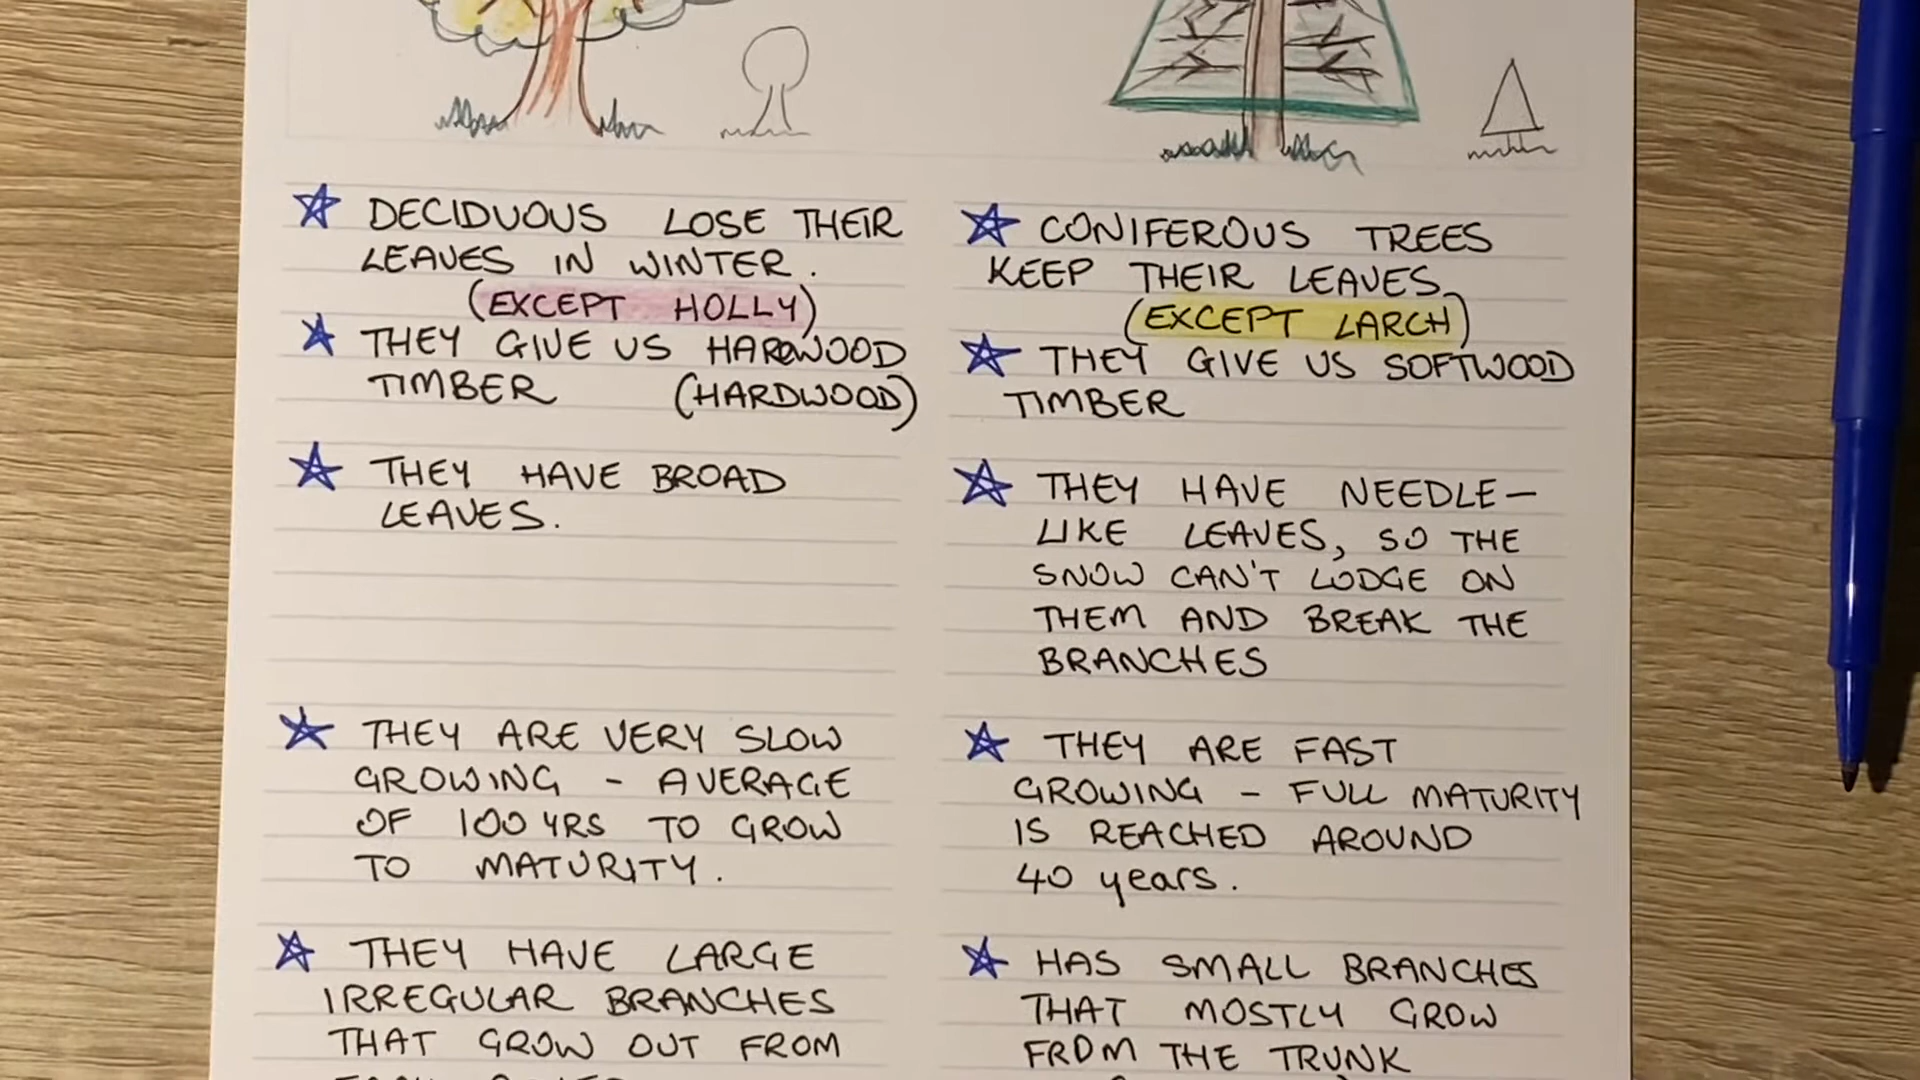 DECIDUOUS LOSE THEIR
LEAVES IN WINTER.
(EXCEPT HOLLY)
THEY GIVE US HARDWOOD
TIMBER (HARDWOOD)
THEY HAVE BROAD
LEAVES.
THEY ARE VERY SLOW
GROWING - AVERAGE
OF 100 YRS TO GROW
TO MATURITY.
THEY HAVE LARGE
IRREGULAR BRANCHES
THAT GROW OUT FROM
CONIFEROUS TREES
KEEP THEIR LEAVES
(EXCEPT LARCH)
THEY GIVE US SOFTWOOD
TIMBER
THEY HAVE NEEDLE-
LIKE LEAVES, SO THE
SNOW CAN'T LODGE ON
THEM AND BREAK THE
BRANCHES
THEY ARE FAST
GROWING - FULL MATURITY
IS REACHED AROUND
40 years.
HAS SMALL BRANCHES
THAT MOSTLY GROW
FROM THE TRUNK